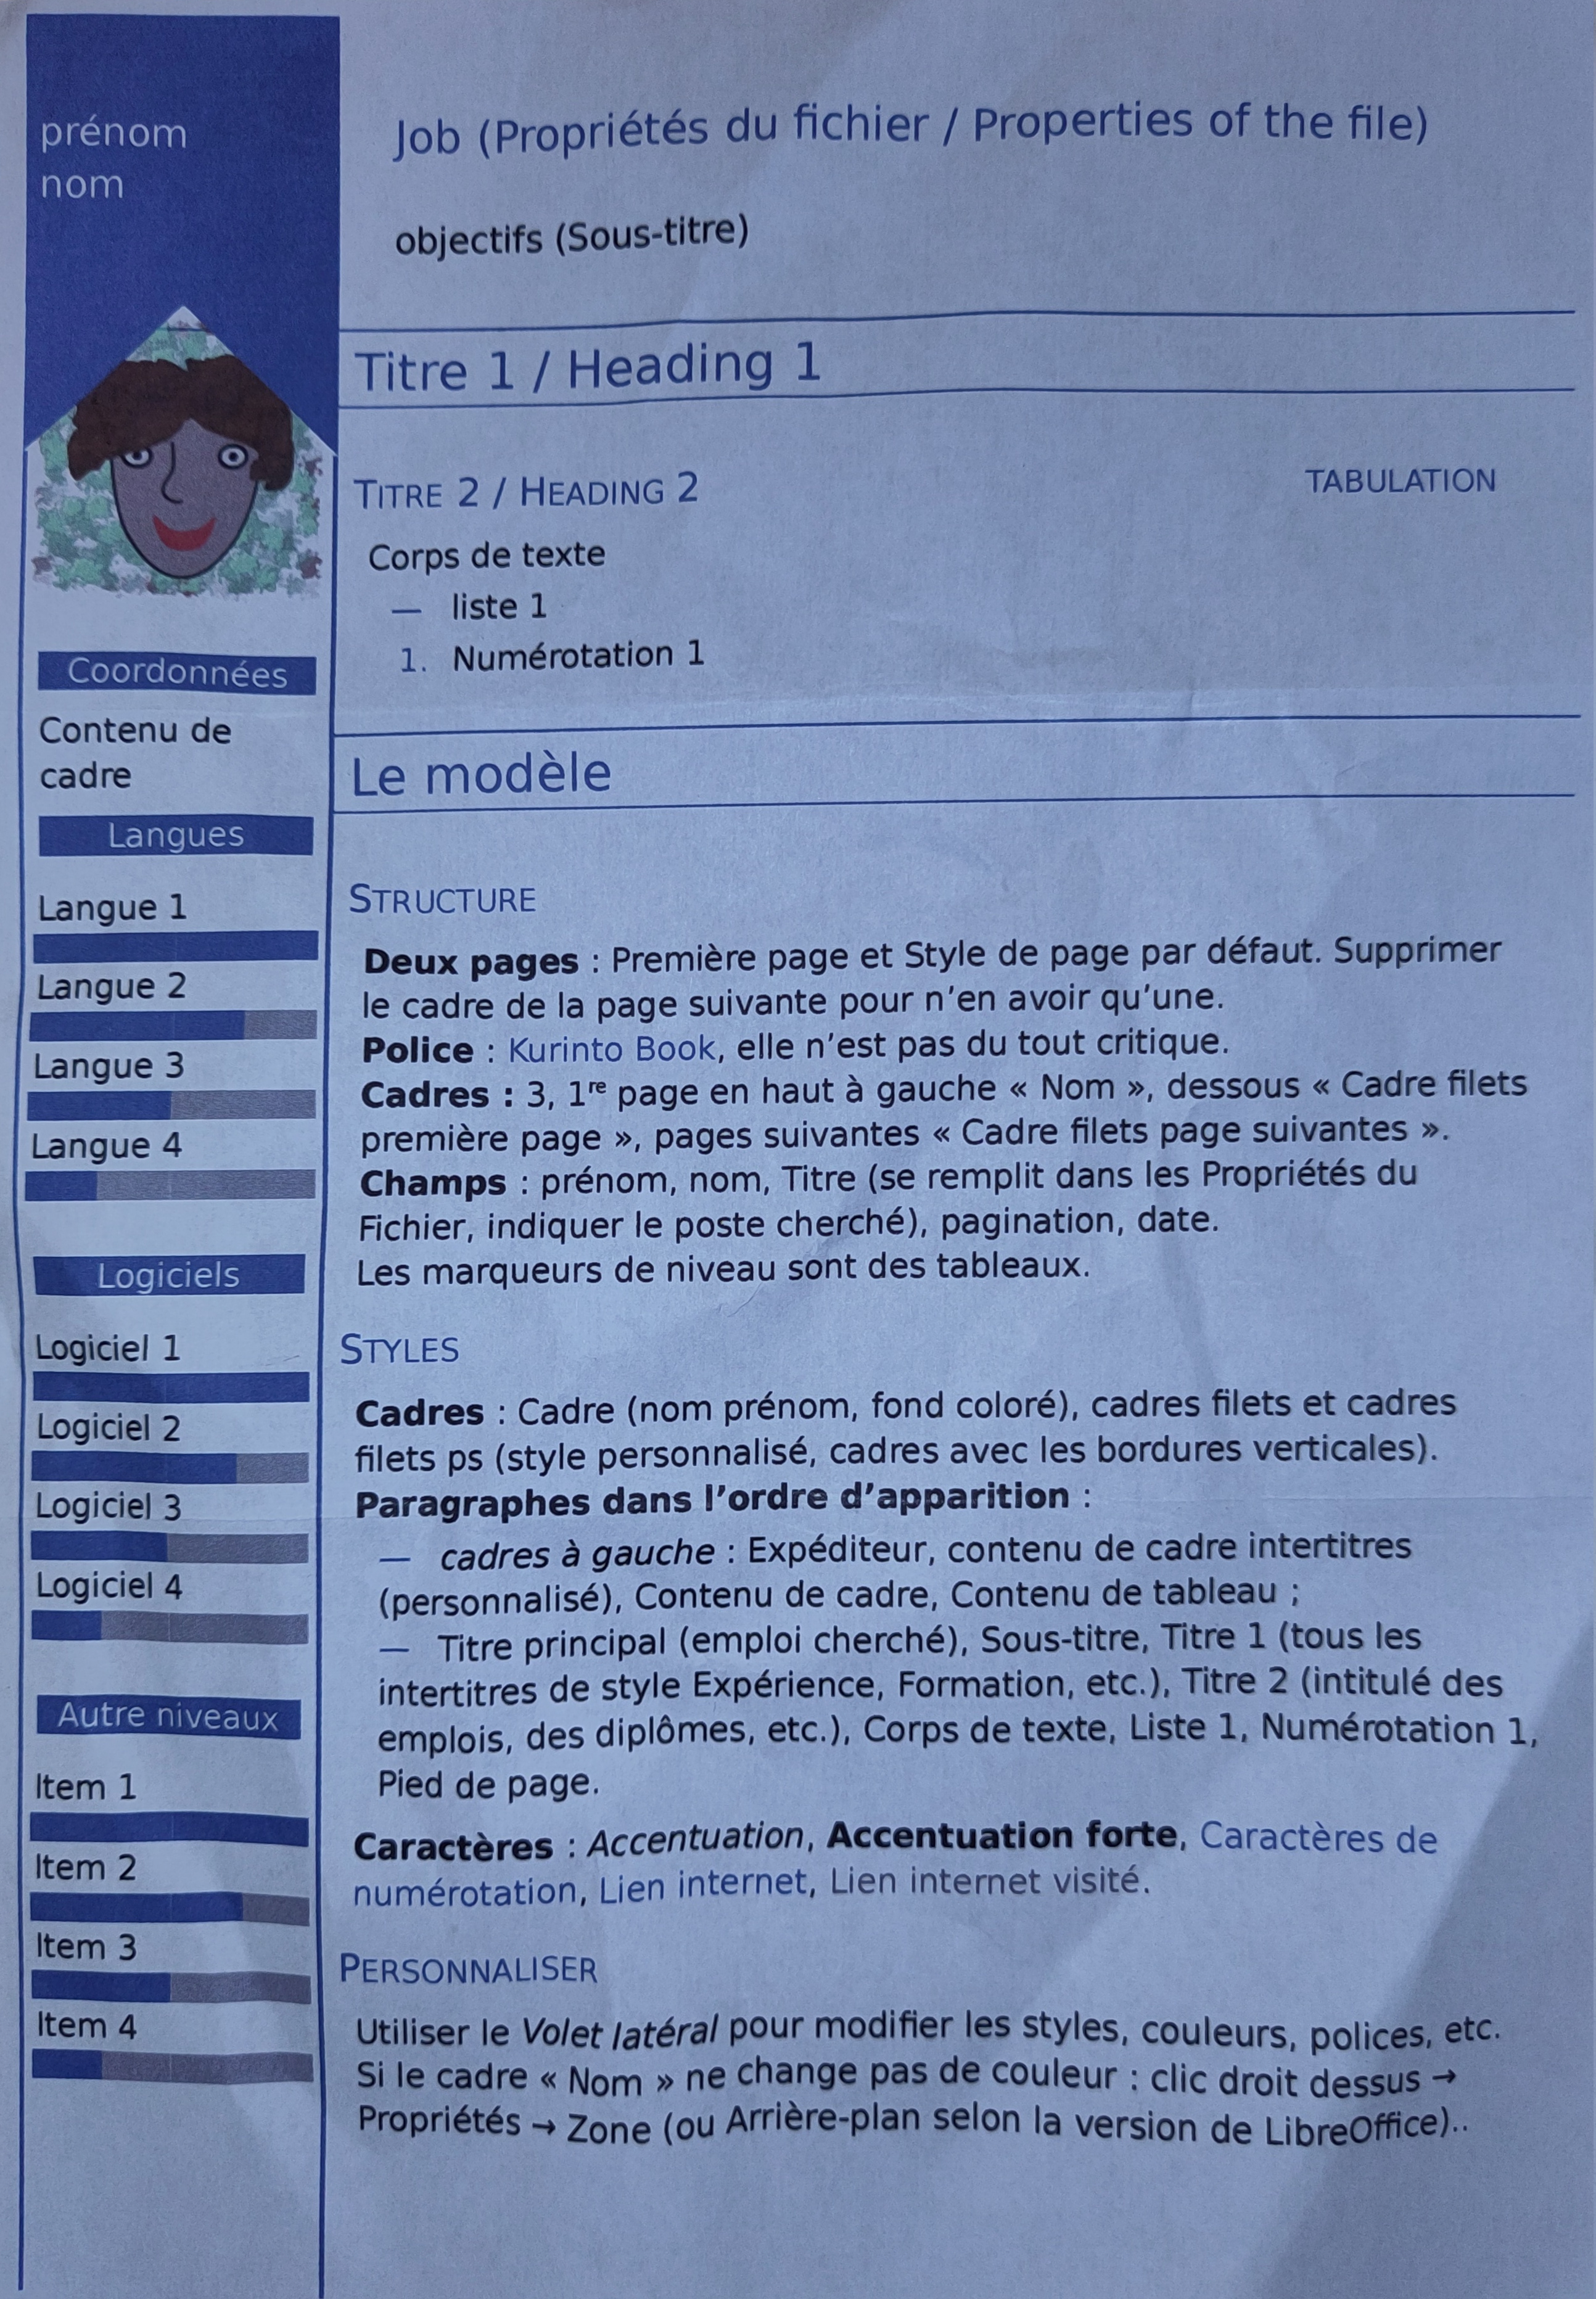 prénom
nom
Job (Propriétés du fichier / Properties of the file)
objectifs (Sous-titre)
Coordonnées
Contenu de
cadre
Langues
Langue 1
Langue 2
Langue 3
Langue 4
Logiciels
Logiciel 1
Logiciel 2
Logiciel 3
Logiciel 4
Autre niveaux
Item 1
Item 2
Item 3
Item 4
Titre 1 / Heading 1
TITRE 2 / HEADING 2 TABULATION
Corps de texte
— liste 1
1. Numérotation 1
Le modèle
STRUCTURE
Deux pages : Première page et Style de page par défaut. Supprimer
le cadre de la page suivante pour n’en avoir qu’une.
Police : Kurinto Book, elle n’est pas du tout critique.
Cadres : 3, 1re page en haut à gauche « Nom », dessous « Cadre filets
première page », pages suivantes « Cadre filets page suivantes ».
Champs : prénom, nom, Titre (se remplit dans les Propriétés du
Fichier, indiquer le poste cherché), pagination, date.
Les marqueurs de niveau sont des tableaux.
STYLES
Cadres : Cadre (nom prénom, fond coloré), cadres filets et cadres
filets ps (style personnalisé, cadres avec les bordures verticales).
Paragraphes dans l’ordre d’apparition :
— cadres à gauche : Expéditeur, contenu de cadre intertitres
(personnalisé), Contenu de cadre, Contenu de tableau ;
— Titre principal (emploi cherché), Sous-titre, Titre 1 (tous les
intertitres de style Expérience, Formation, etc.), Titre 2 (intitulé des
emplois, des diplômes, etc.), Corps de texte, Liste 1, Numérotation 1,
Pied de page.
Caractères : Accentuation, Accentuation forte, Caractères de
numérotation, Lien internet, Lien internet visité.
PERSONNALISER
Utiliser le Volet latéral pour modifier les styles, couleurs, polices, etc.
Si le cadre « Nom » ne change pas de couleur : clic droit dessus →
Propriétés → Zone (ou Arrière-plan selon la version de LibreOffice)..